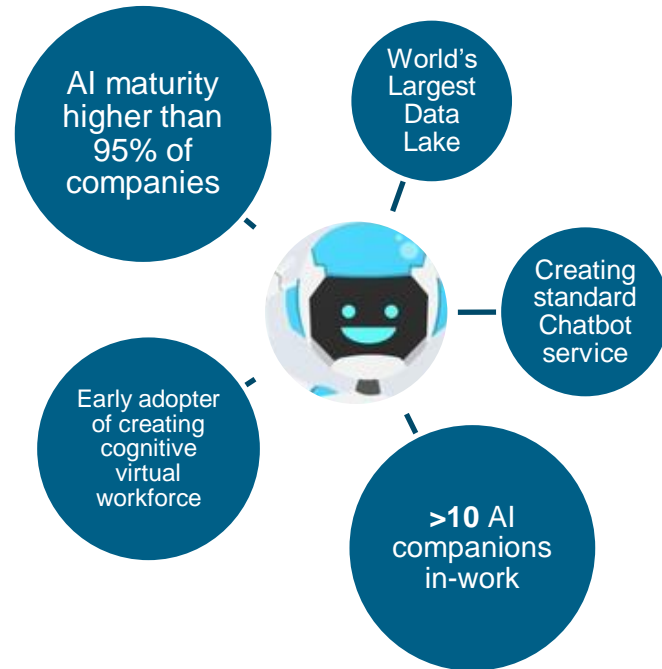 AI maturity
higher than
95% of
companies
World's
Largest
Data
Lake
Creating
standard
Chatbot
service
>10 AI
companions
in-work
Early adopter
of creating
cognitive
virtual
workforce